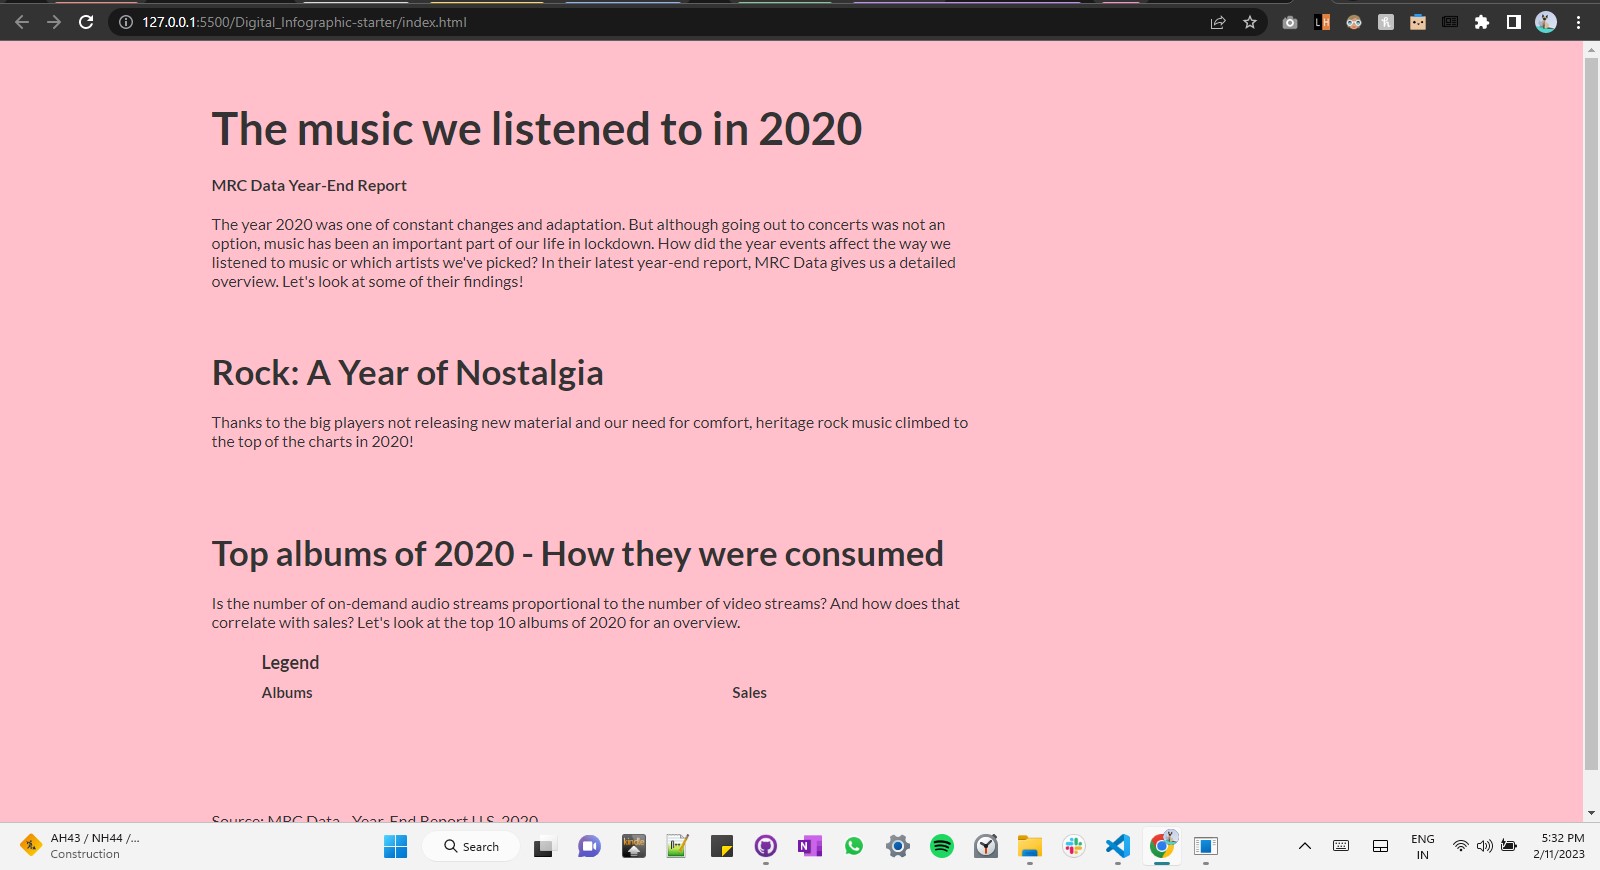 127.0.0.1:5500/Digital_Infographic-starter/index.html
The music we listened to in 2020
MRC Data Year-End Report
The year 2020 was one of constant changes and adaptation. But although going out to concerts was not an
option, music has been an important part of our life in lockdown. How did the year events affect the way we
listened to music or which artists we've picked? In their latest year-end report, MRC Data gives us a detailed
overview. Let's look at some of their findings!
Rock: A Year of Nostalgia
Thanks to the big players not releasing new material and our need for comfort, heritage rock music climbed to
the top of the charts in 2020!
Top albums of 2020 - How they were consumed
Is the number of on-demand audio streams proportional to the number of video streams? And how does that
correlate with sales? Let's look at the top 10 albums of 2020 for an overview.
Legend
Albums Sales
Source: MRC Data - Year-End Report U.S. 2020
AH43 / NH44 /...
Construction
Search
kindle
ENG
IN
5:32 PM
2/11/2023